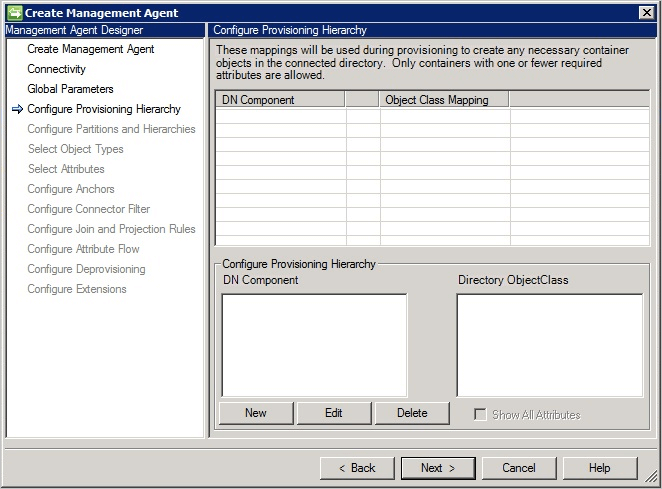 Create Management Agent
Management Agent Designer
Configure Provisioning Hierarchy
Create Management Agent
Connectivity
Global Parameters
Configure Provisioning Hierarchy
Configure Partitions and Hierarchies
Select Object Types
Select Attributes
Configure Anchors
Configure Connector Filter
Configure Join and Projection Rules
Configure Attribute Flow
Configure Deprovisioning
Configure Extensions
These mappings will be used during provisioning to create any necessary container
objects in the connected directory. Only containers with one or fewer required
attributes are allowed.
DN Component
Object Class Mapping
Configure Provisioning Hierarchy
DN Component
Directory ObjectClass
New
Edit
Delete
Show All Attributes
< Back
Next >
Cancel
Help